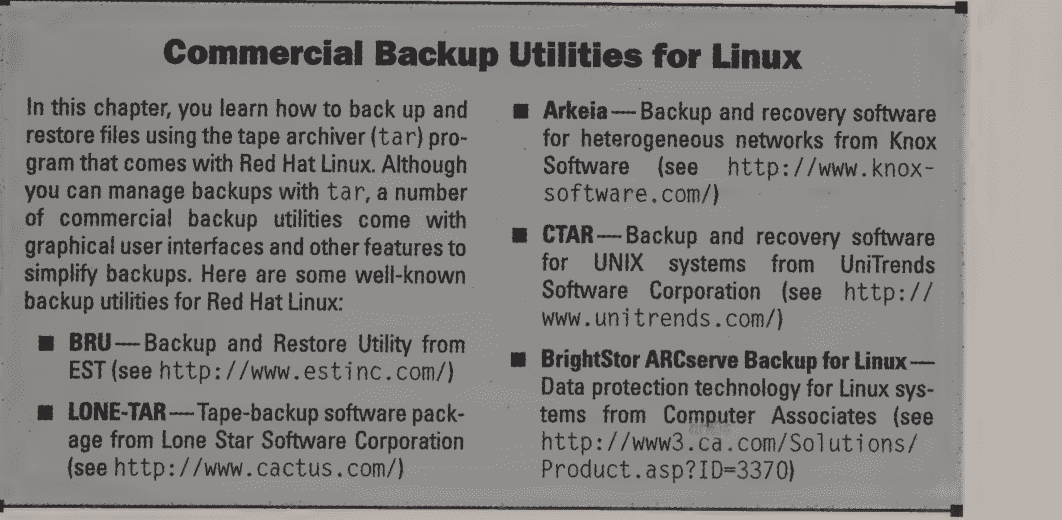 Commercial Backup Utilities for Linux
In this chapter, you learn how to back up and
restore files using the tape archiver (tar) pro-
gram that comes with Red Hat Linux. Although
you can manage backups with tar, a number
of commercial backup utilities come with
graphical user interfaces and other features to
simplify backups. Here are some well-known
backup utilities for Red Hat Linux:
■ BRU — Backup and Restore Utility from
EST (see http://www.estinc.com/)
■ LONE-TAR — Tape-backup software pack-
age from Lone Star Software Corporation
(see http://www.cactus.com/)
■ Arkeia — Backup and recovery software
for heterogeneous networks from Knox
Software (see http://www.knox-
software.com/)
■ CTAR — Backup and recovery software
for UNIX systems from UniTrends
Software Corporation (see http://
www.unitrends.com/)
■ BrightStor ARCserve Backup for Linux —
Data protection technology for Linux sys-
tems from Computer Associates (see
http://www3.ca.com/Solutions/
Product.asp?ID=3370)